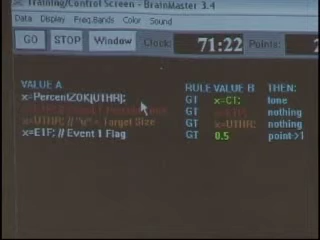 Training/Control Screen - BrainMaster 3.4
Data Display Freq.Bands Color Sound
GO STOP Window Clock: 71:22 Points:
VALUE A RULE VALUE B THEN:
x=PercentZOK(UTHR); GT x=C1; tone
GT nothing
x=UTHR; // "u" = Target Size GT x=UTHR; nothing
x=E1F; // Event 1 Flag GT 0.5 point->1